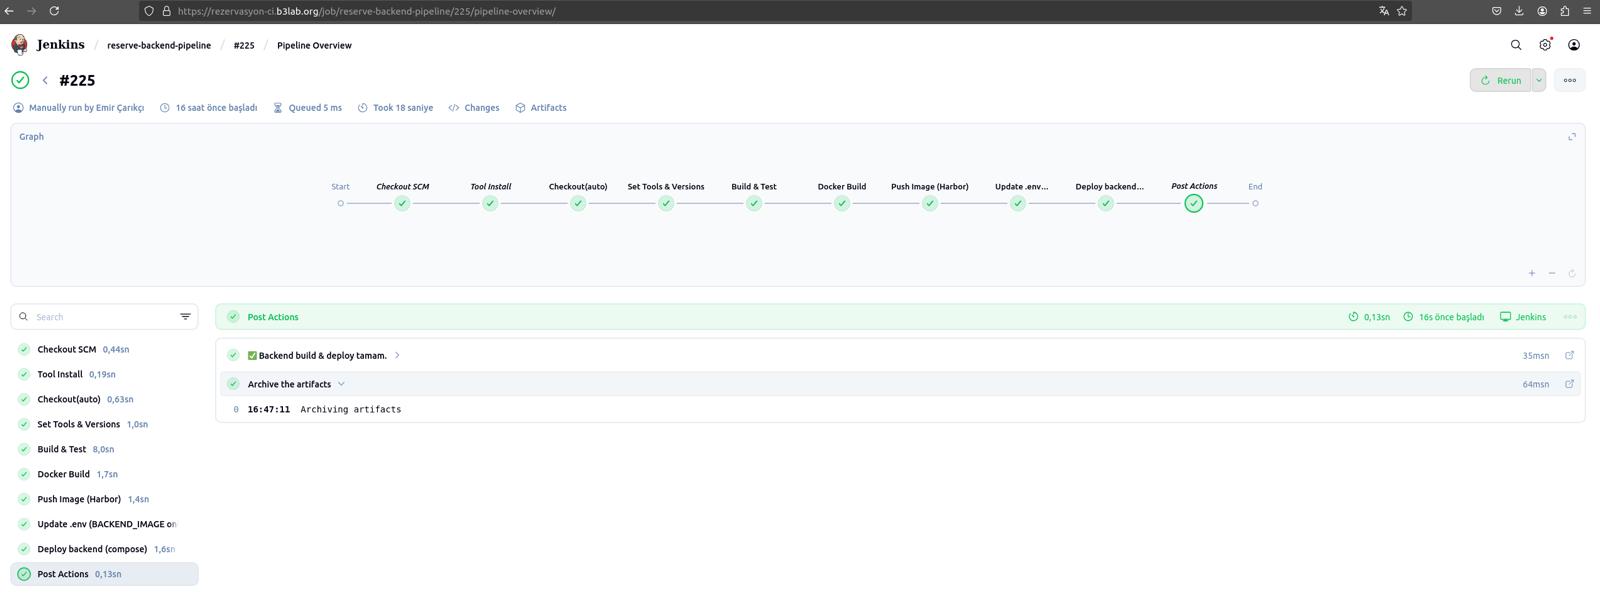 https://rezervasyon-ci.b3lab.org/job/reserve-backend-pipeline/225/pipeline-overview/
Jenkins / reserve-backend-pipeline / #225 / Pipeline Overview
#225
Rerun
Manually run by Emir Çarıkçı 16 saat önce başladı Queued 5 ms Took 18 saniye Changes Artifacts
Graph
Start Checkout SCM Tool Install Checkout(auto) Set Tools & Versions Build & Test Docker Build Push Image (Harbor) Update .env... Deploy backend... Post Actions End
Search
Checkout SCM 0,44sn
Tool Install 0,19sn
Checkout(auto) 0,63sn
Set Tools & Versions 1,0sn
Build & Test 8,0sn
Docker Build 1,7sn
Push Image (Harbor) 1,4sn
Update .env (BACKEND_IMAGE on
Deploy backend (compose) 1,6sn
Post Actions 0,13sn
Post Actions 0,13sn 16s önce başladı Jenkins
✅ Backend build & deploy tamam. 35msn
Archive the artifacts 64msn
0 16:47:11 Archiving artifacts